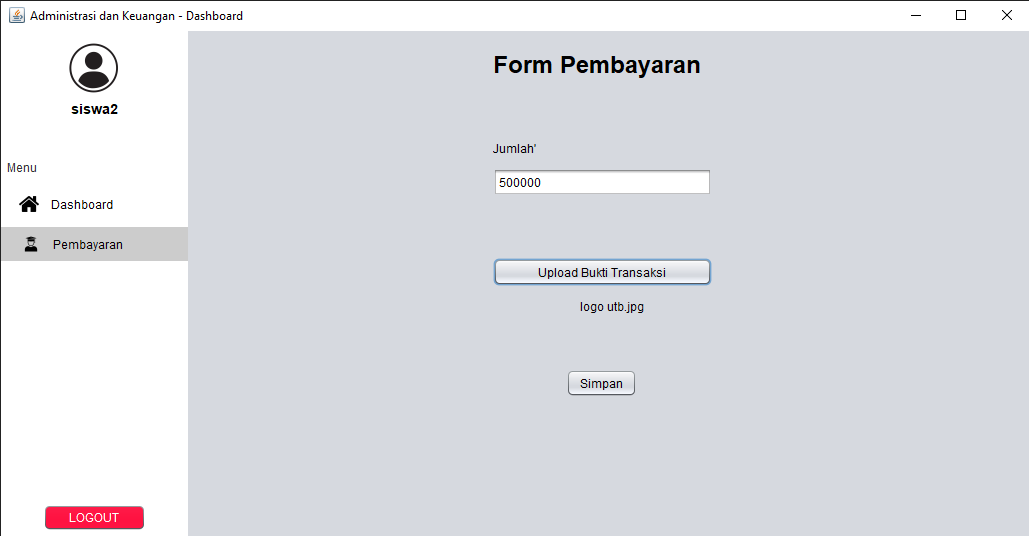 Administrasi dan Keuangan - Dashboard
siswa2
Menu
Dashboard
Pembayaran
LOGOUT
Form Pembayaran
Jumlah'
500000
Upload Bukti Transaksi
logo utb.jpg
Simpan